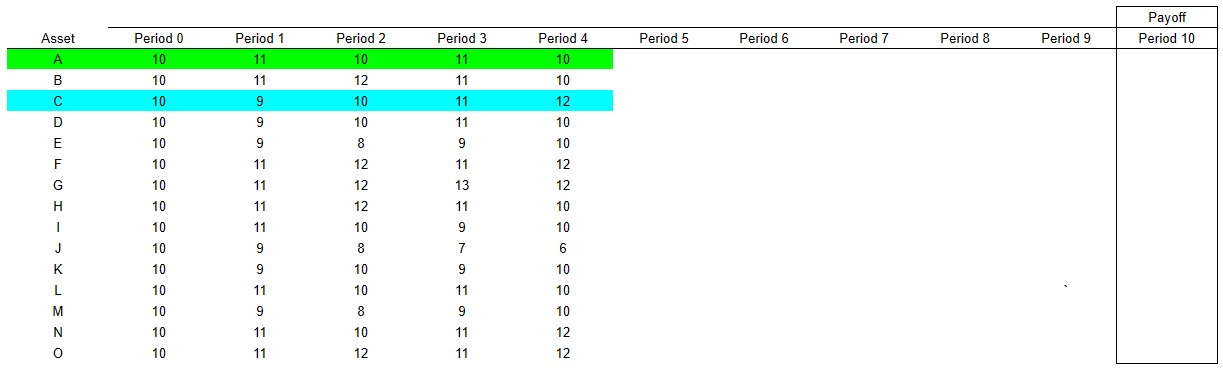 Payoff
Asset Period 0 Period 1 Period 2 Period 3 Period 4 Period 5 Period 6 Period 7 Period 8 Period 9 Period 10
A 10 11 10 11 10
B 10 11 12 11 10
C 10 9 10 11 12
D 10 9 10 11 10
E 10 9 8 9 10
F 10 11 12 11 12
G 10 11 12 13 12
H 10 11 12 11 10
I 10 11 10 9 10
J 10 9 8 7 6
K 10 9 10 9 10
L 10 11 10 11 10 `
M 10 9 8 9 10
N 10 11 10 11 12
O 10 11 12 11 12